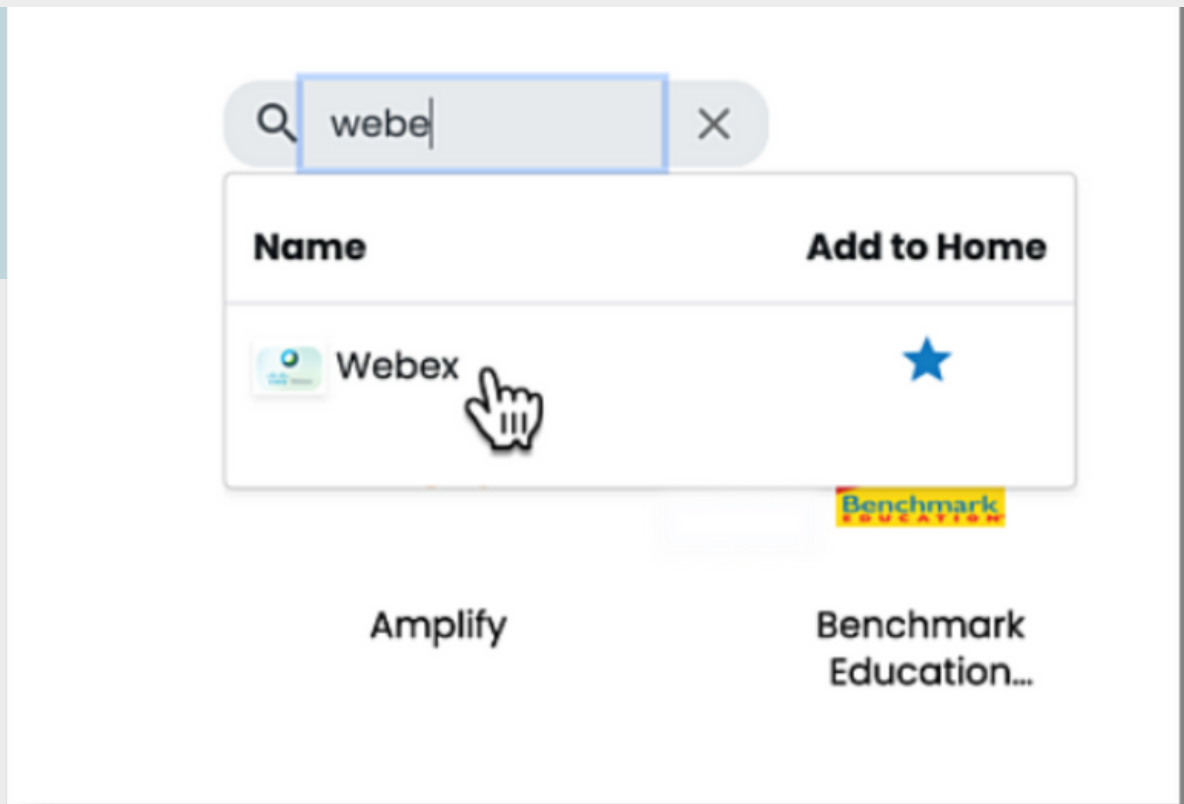 webe
Name Add to Home
Webex
Benchmark
EDUCATION
Amplify Benchmark
Education...